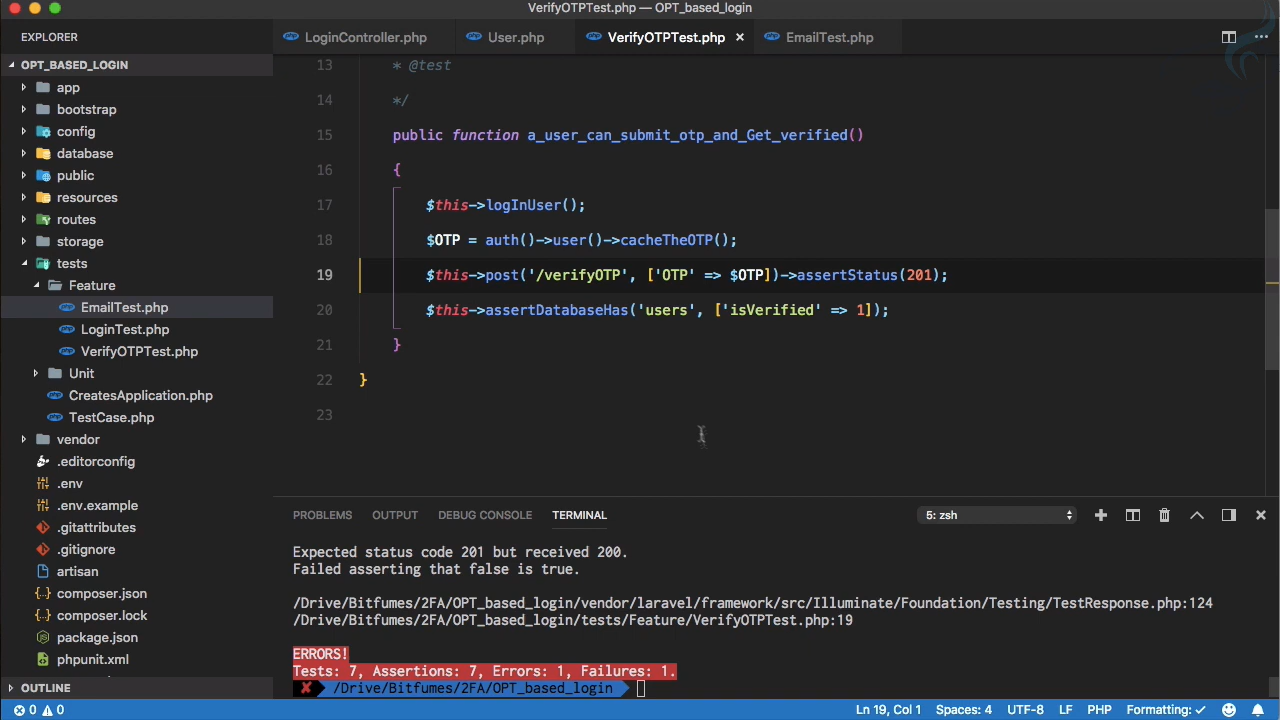 VerifyOTPTest.php — OPT_based_login
EXPLORER
LoginController.php
User.php
VerifyOTPTest.php ×
EmailTest.php
OPT_BASED_LOGIN
app
bootstrap
config
database
public
resources
routes
storage
tests
Feature
EmailTest.php
LoginTest.php
VerifyOTPTest.php
Unit
CreatesApplication.php
TestCase.php
vendor
.editorconfig
.env
.env.example
.gitattributes
.gitignore
artisan
composer.json
composer.lock
package.json
phpunit.xml
OUTLINE
13 * @test
14 */
15 public function a_user_can_submit_otp_and_Get_verified()
16 {
17 $this->logInUser();
18 $OTP = auth()->user()->cacheTheOTP();
19 $this->post('/verifyOTP', ['OTP' => $OTP])->assertStatus(201);
20 $this->assertDatabaseHas('users', ['isVerified' => 1]);
21 }
22 }
23
PROBLEMS OUTPUT DEBUG CONSOLE TERMINAL 5: zsh
Expected status code 201 but received 200.
Failed asserting that false is true.
/Drive/Bitfumes/2FA/OPT_based_login/vendor/laravel/framework/src/Illuminate/Foundation/Testing/TestResponse.php:124
/Drive/Bitfumes/2FA/OPT_based_login/tests/Feature/VerifyOTPTest.php:19
ERRORS!
Tests: 7, Assertions: 7, Errors: 1, Failures: 1.
✘ /Drive/Bitfumes/2FA/OPT_based_login
0 0 Ln 19, Col 1 Spaces: 4 UTF-8 LF PHP Formatting: ✓